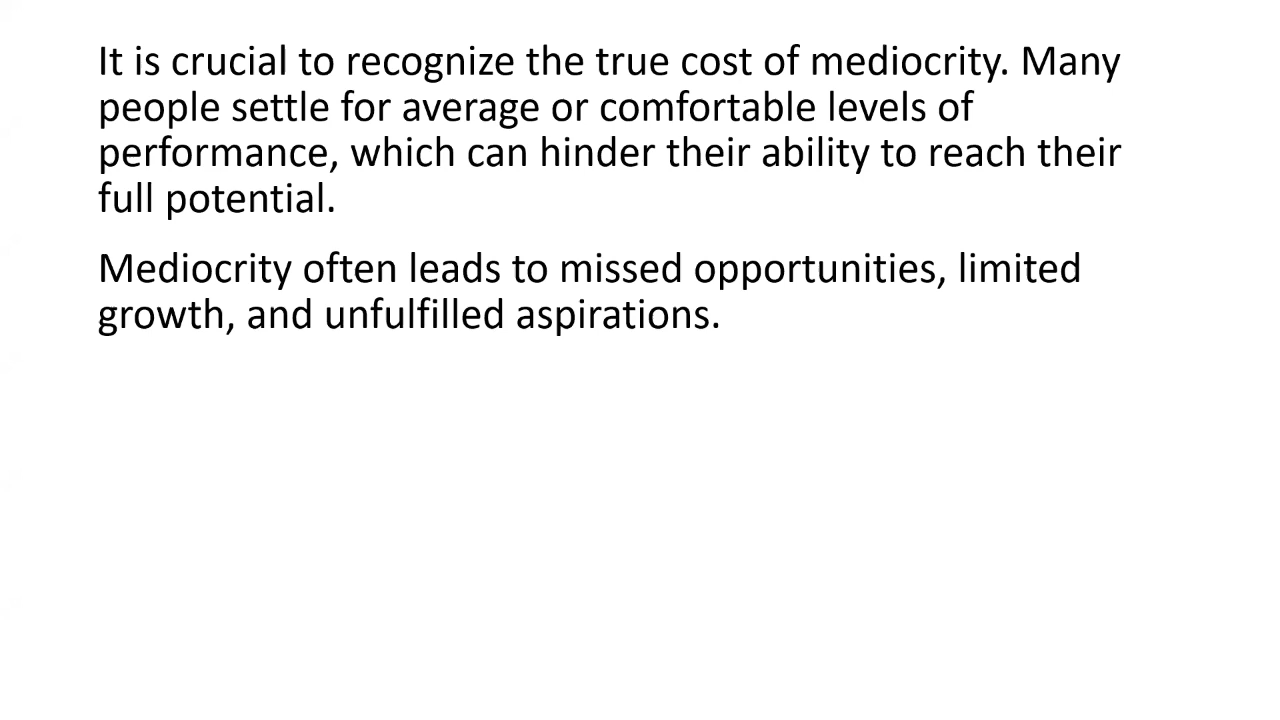 It is crucial to recognize the true cost of mediocrity. Many
people settle for average or comfortable levels of
performance, which can hinder their ability to reach their
full potential.
Mediocrity often leads to missed opportunities, limited
growth, and unfulfilled aspirations.